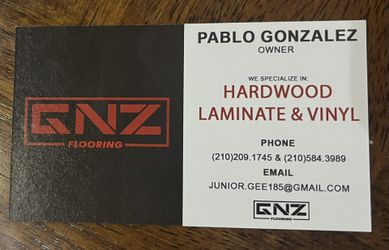 GNZ
FLOORING
PABLO GONZALEZ
OWNER
WE SPECIALIZE IN:
HARDWOOD
LAMINATE & VINYL
PHONE
(210)209.1745 & (210)584.3989
EMAIL
JUNIOR.GEE185@GMAIL.COM
GNZ
FLOORING